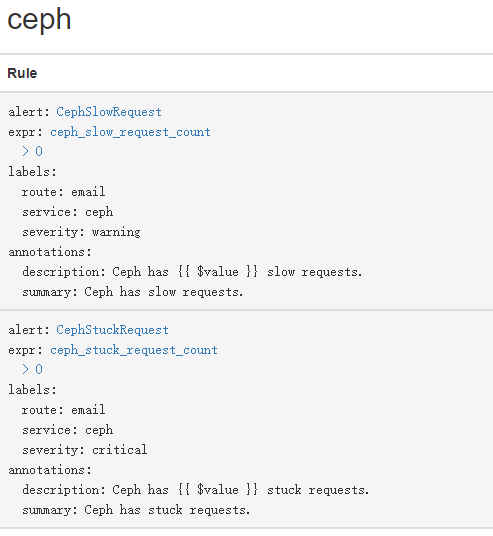 ceph
Rule
alert: CephSlowRequest
expr: ceph_slow_request_count
> 0
labels:
route: email
service: ceph
severity: warning
annotations:
description: Ceph has {{ $value }} slow requests.
summary: Ceph has slow requests.
alert: CephStuckRequest
expr: ceph_stuck_request_count
> 0
labels:
route: email
service: ceph
severity: critical
annotations:
description: Ceph has {{ $value }} stuck requests.
summary: Ceph has stuck requests.